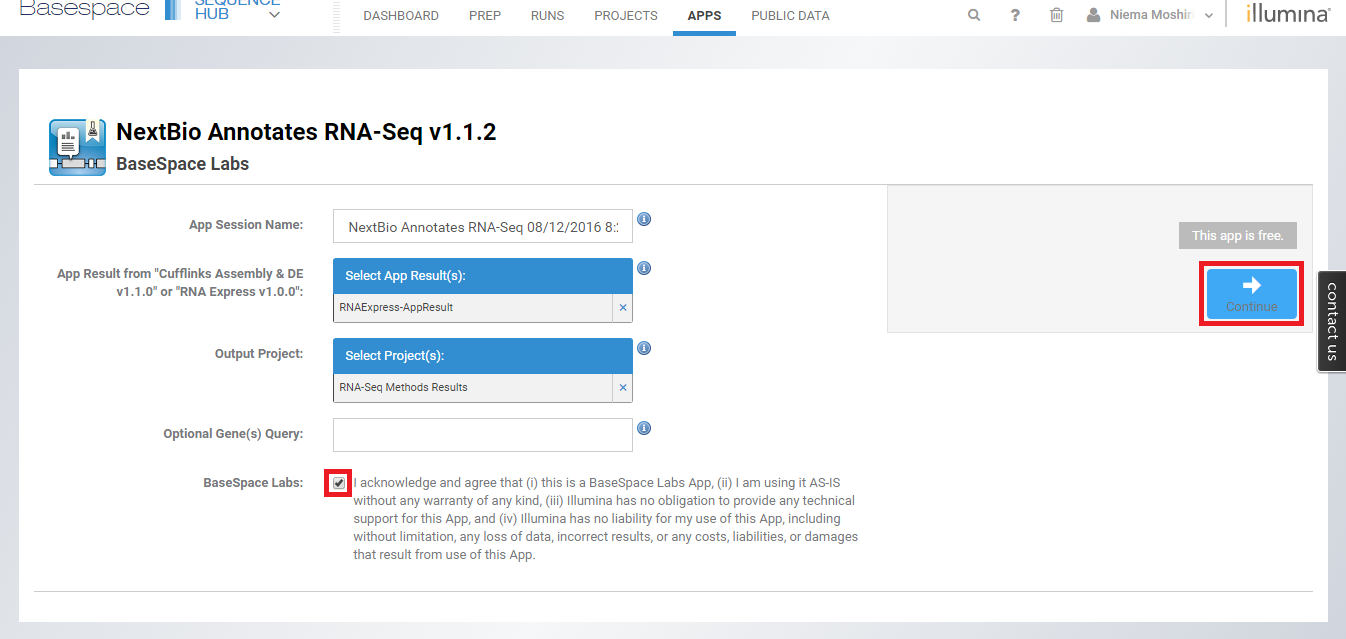 Basespace
SEQUENCE
HUB
DASHBOARD PREP RUNS PROJECTS APPS PUBLIC DATA
? Niema Moshiri
illumina®
NextBio Annotates RNA-Seq v1.1.2
BaseSpace Labs
App Session Name:
NextBio Annotates RNA-Seq 08/12/2016 8:2
This app is free.
App Result from "Cufflinks Assembly & DE
v1.1.0" or "RNA Express v1.0.0":
Select App Result(s):
RNAExpress-AppResult ×
Continue
contact us
Output Project:
Select Project(s):
RNA-Seq Methods Results ×
Optional Gene(s) Query:
BaseSpace Labs:
I acknowledge and agree that (i) this is a BaseSpace Labs App, (ii) I am using it AS-IS
without any warranty of any kind, (iii) Illumina has no obligation to provide any technical
support for this App, and (iv) Illumina has no liability for my use of this App, including
without limitation, any loss of data, incorrect results, or any costs, liabilities, or damages
that result from use of this App.